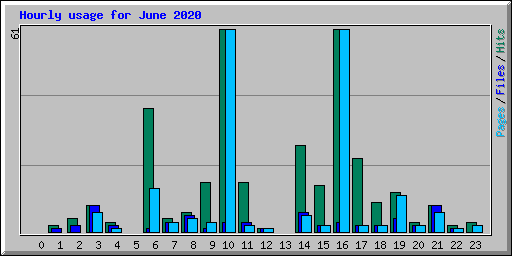 Hourly usage for June 2020
61
Pages/Files/Hits
0 1 2 3 4 5 6 7 8 9 10 11 12 13 14 15 16 17 18 19 20 21 22 23